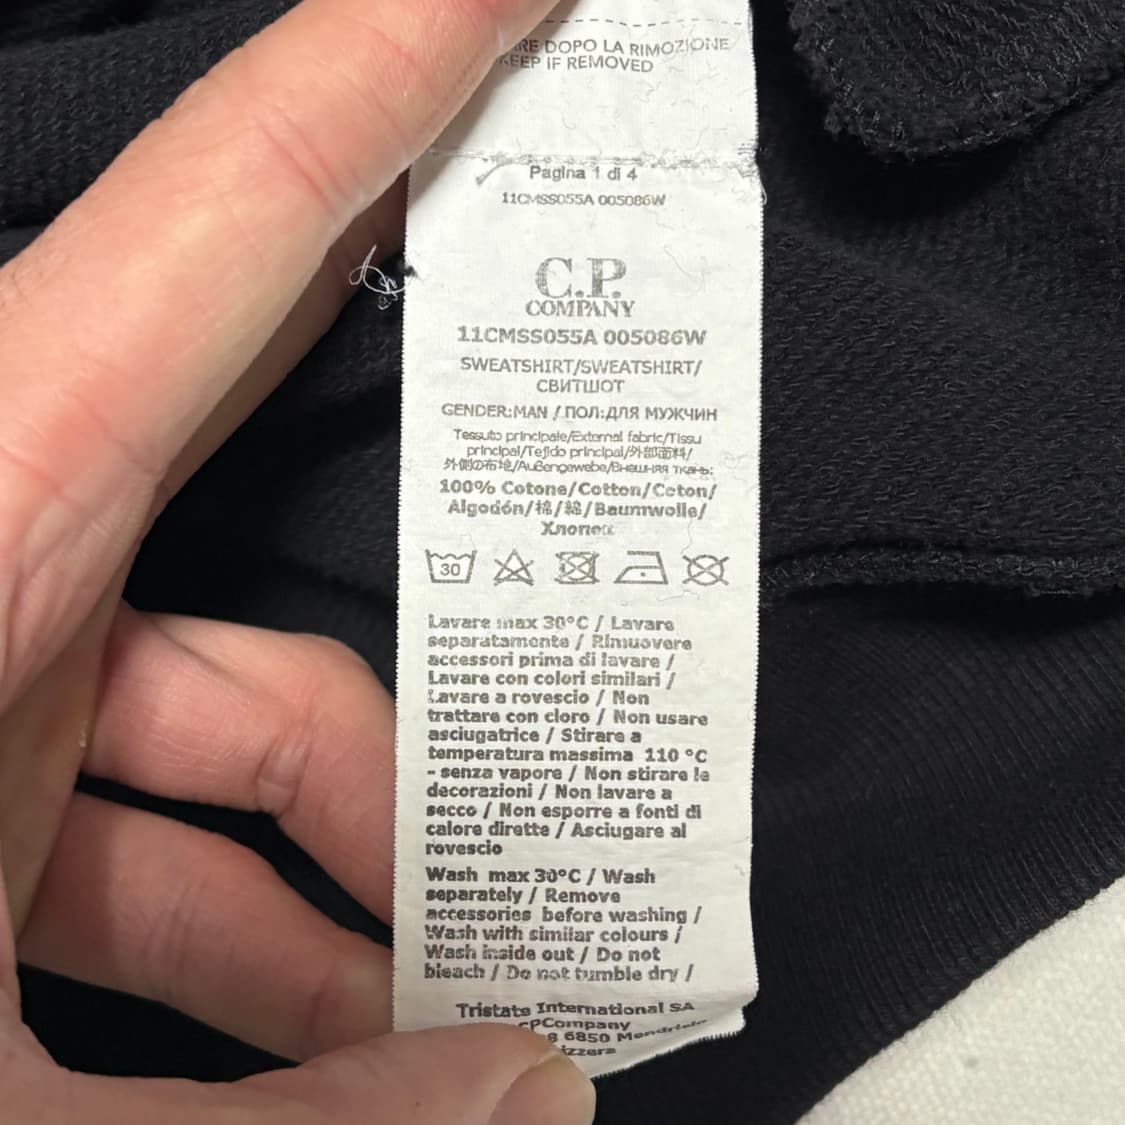 DOPO LA RIMOZIONE
KEEP IF REMOVED
Pagina 1 di 4
11CMSS055A 005086W
C.P.
COMPANY
11CMSS055A 005086W
SWEATSHIRT/SWEATSHIRT/
СВИТШОТ
GENDER:MAN / ПОЛ:ДЛЯ МУЖЧИН
Tessuto principale/External fabric/Tissu
principal/Tejido principal/外部面料/
外側の布地/Außengewebe/Внешняя ткань:
100% Cotone/Cotton/Coton/
Algodón/棉/綿/Baumwolle/
Хлопок
30
Lavare max 30°C / Lavare
separatamente / Rimuovere
accessori prima di lavare /
Lavare con colori similari /
Lavare a rovescio / Non
trattare con cloro / Non usare
asciugatrice / Stirare a
temperatura massima 110 °C
- senza vapore / Non stirare le
decorazioni / Non lavare a
secco / Non esporre a fonti di
calore dirette / Asciugare al
rovescio
Wash max 30°C / Wash
separately / Remove
accessories before washing /
Wash with similar colours /
Wash inside out / Do not
bleach / Do not tumble dry /
Tristate International SA
CPCompany
6850 Mendrisio